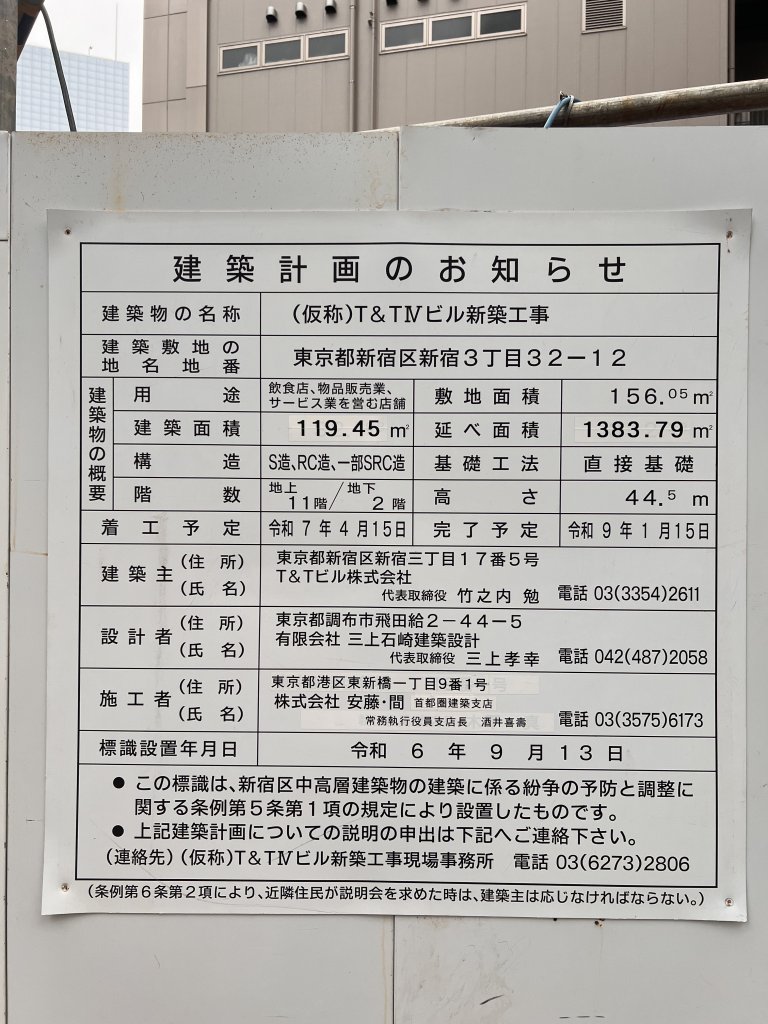 建築計画のお知らせ
建築物の名称 (仮称)T&TⅣビル新築工事
建築敷地の
地名地番 東京都新宿区新宿3丁目32-12
建築物の概要
用途 飲食店、物品販売業、
サービス業を営む店舗 敷地面積 156.05㎡
建築面積 119.45㎡ 延べ面積 1383.79㎡
構造 S造、RC造、一部SRC造 基礎工法 直接基礎
階数 地上11階/地下2階 高さ 44.5m
着工予定 令和7年4月15日 完了予定 令和9年1月15日
建築主 (住所) 東京都新宿区新宿三丁目17番5号
(氏名) T&Tビル株式会社
代表取締役 竹之内 勉 電話 03(3354)2611
設計者 (住所) 東京都調布市飛田給2-44-5
(氏名) 有限会社 三上石崎建築設計
代表取締役 三上孝幸 電話 042(487)2058
施工者 (住所) 東京都港区東新橋一丁目9番1号
(氏名) 株式会社 安藤・間 首都圏建築支店
常務執行役員支店長 酒井喜壽 電話 03(3575)6173
標識設置年月日 令和6年9月13日
● この標識は、新宿区中高層建築物の建築に係る紛争の予防と調整に
関する条例第5条第1項の規定により設置したものです。
● 上記建築計画についての説明の申出は下記へご連絡下さい。
(連絡先)(仮称)T&TⅣビル新築工事現場事務所 電話 03(6273)2806
(条例第6条第2項により、近隣住民が説明会を求めた時は、建築主は応じなければならない。)